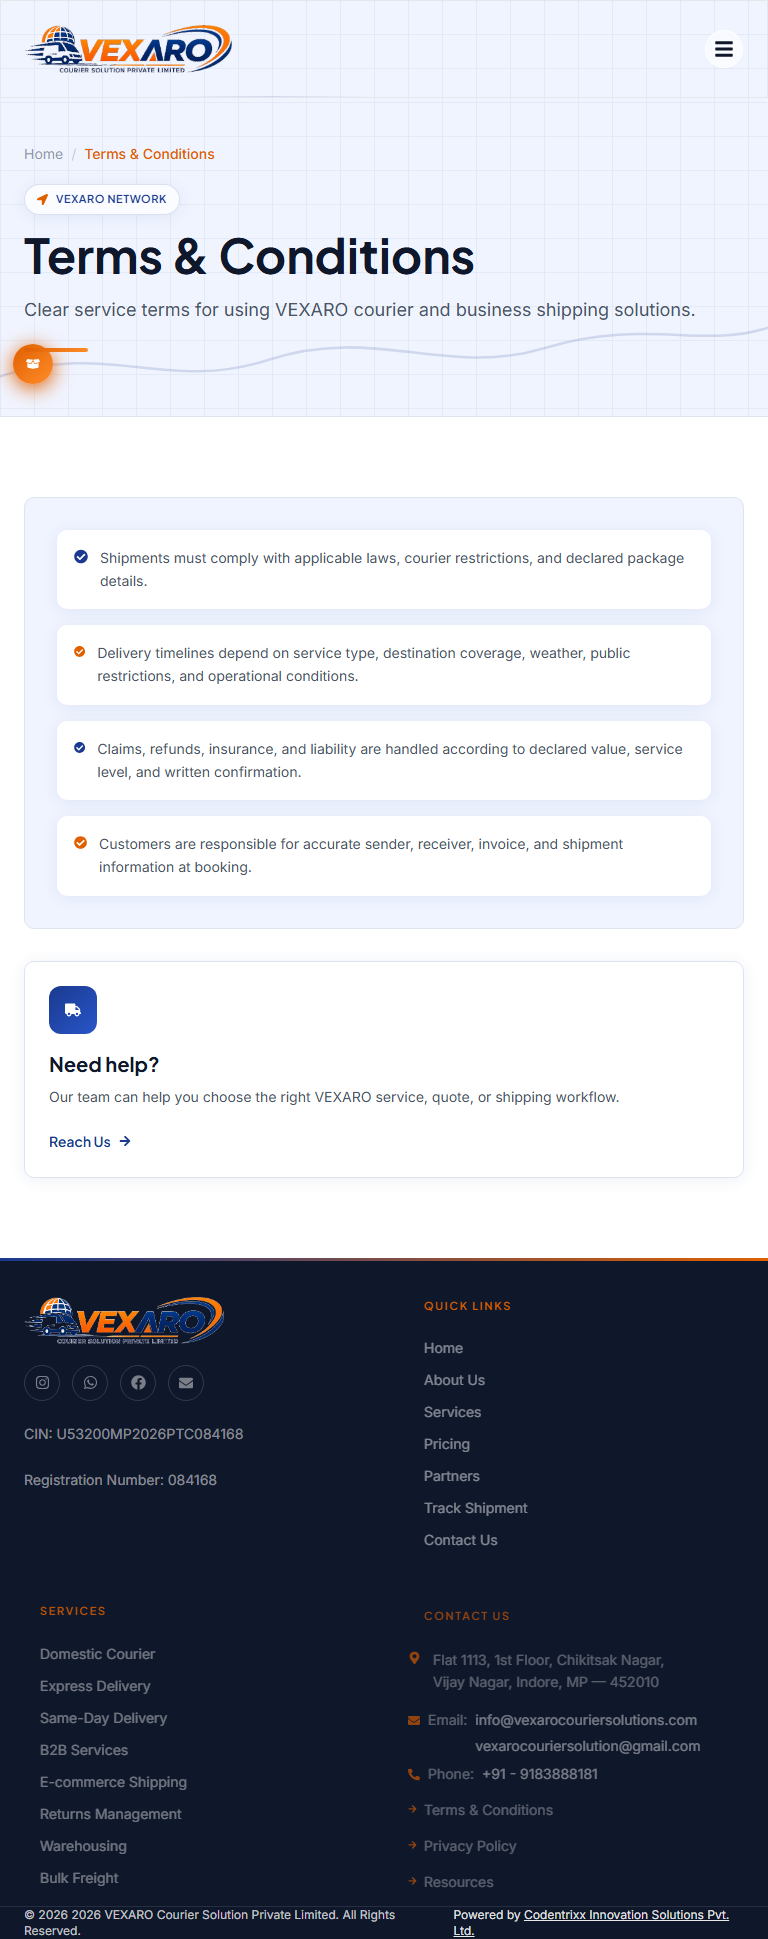 VEXARO
COURIER SOLUTION PRIVATE LIMITED
Home / Terms & Conditions
VEXARO NETWORK
Terms & Conditions
Clear service terms for using VEXARO courier and business shipping solutions.
Shipments must comply with applicable laws, courier restrictions, and declared package
details.
Delivery timelines depend on service type, destination coverage, weather, public
restrictions, and operational conditions.
Claims, refunds, insurance, and liability are handled according to declared value, service
level, and written confirmation.
Customers are responsible for accurate sender, receiver, invoice, and shipment
information at booking.
Need help?
Our team can help you choose the right VEXARO service, quote, or shipping workflow.
Reach Us
VEXARO
COURIER SOLUTION PRIVATE LIMITED
CIN: U53200MP2026PTC084168
Registration Number: 084168
QUICK LINKS
Home
About Us
Services
Pricing
Partners
Track Shipment
Contact Us
SERVICES
Domestic Courier
Express Delivery
Same-Day Delivery
B2B Services
E-commerce Shipping
Returns Management
Warehousing
Bulk Freight
CONTACT US
Flat 1113, 1st Floor, Chikitsak Nagar,
Vijay Nagar, Indore, MP — 452010
Email: info@vexarocouriersolutions.com
vexarocouriersolution@gmail.com
Phone: +91 - 9183888181
Terms & Conditions
Privacy Policy
Resources
© 2026 2026 VEXARO Courier Solution Private Limited. All Rights
Reserved.
Powered by Codentrixx Innovation Solutions Pvt.
Ltd.